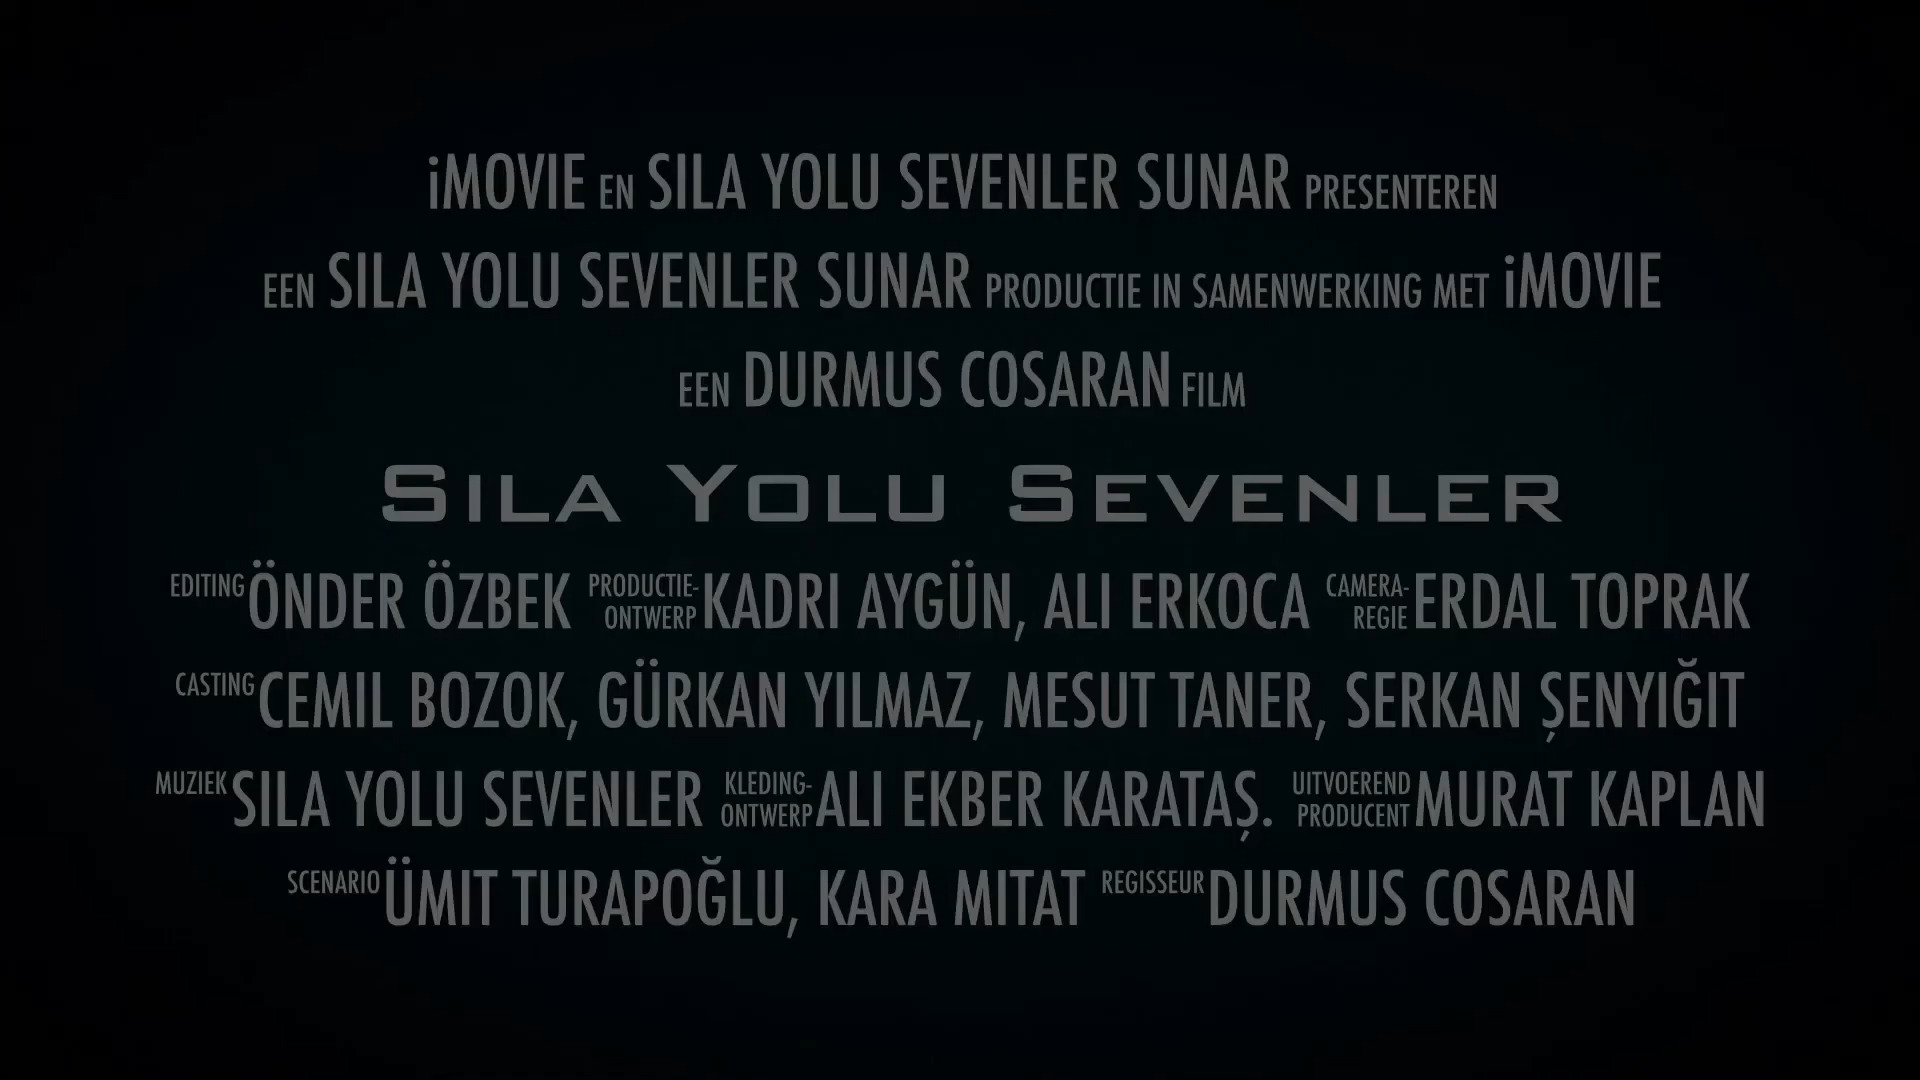 iMOVIE EN SILA YOLU SEVENLER SUNAR PRESENTEREN
EEN SILA YOLU SEVENLER SUNAR PRODUCTIE IN SAMENWERKING MET iMOVIE
EEN DURMUS COSARAN FILM
SILA YOLU SEVENLER
EDITING ÖNDER ÖZBEK PRODUCTIE-ONTWERP KADRI AYGÜN, ALI ERKOCA CAMERA-REGIE ERDAL TOPRAK
CASTING CEMIL BOZOK, GÜRKAN YILMAZ, MESUT TANER, SERKAN ŞENYIĞIT
MUZIEK SILA YOLU SEVENLER KLEDING-ONTWERP ALI EKBER KARATAŞ. UITVOEREND PRODUCENT MURAT KAPLAN
SCENARIO ÜMIT TURAPOĞLU, KARA MITAT REGISSEUR DURMUS COSARAN